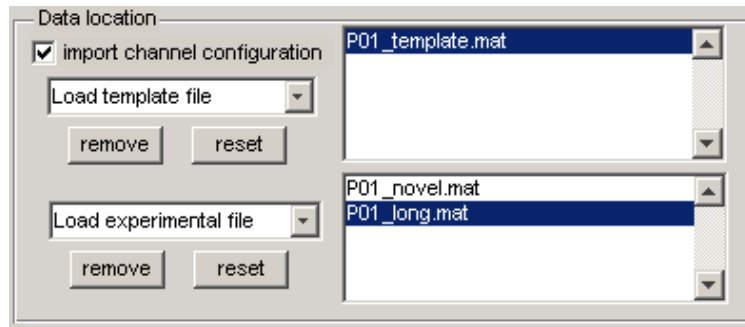 Data location
import channel configuration
Load template file
remove reset
P01_template.mat
Load experimental file
remove reset
P01_novel.mat
P01_long.mat